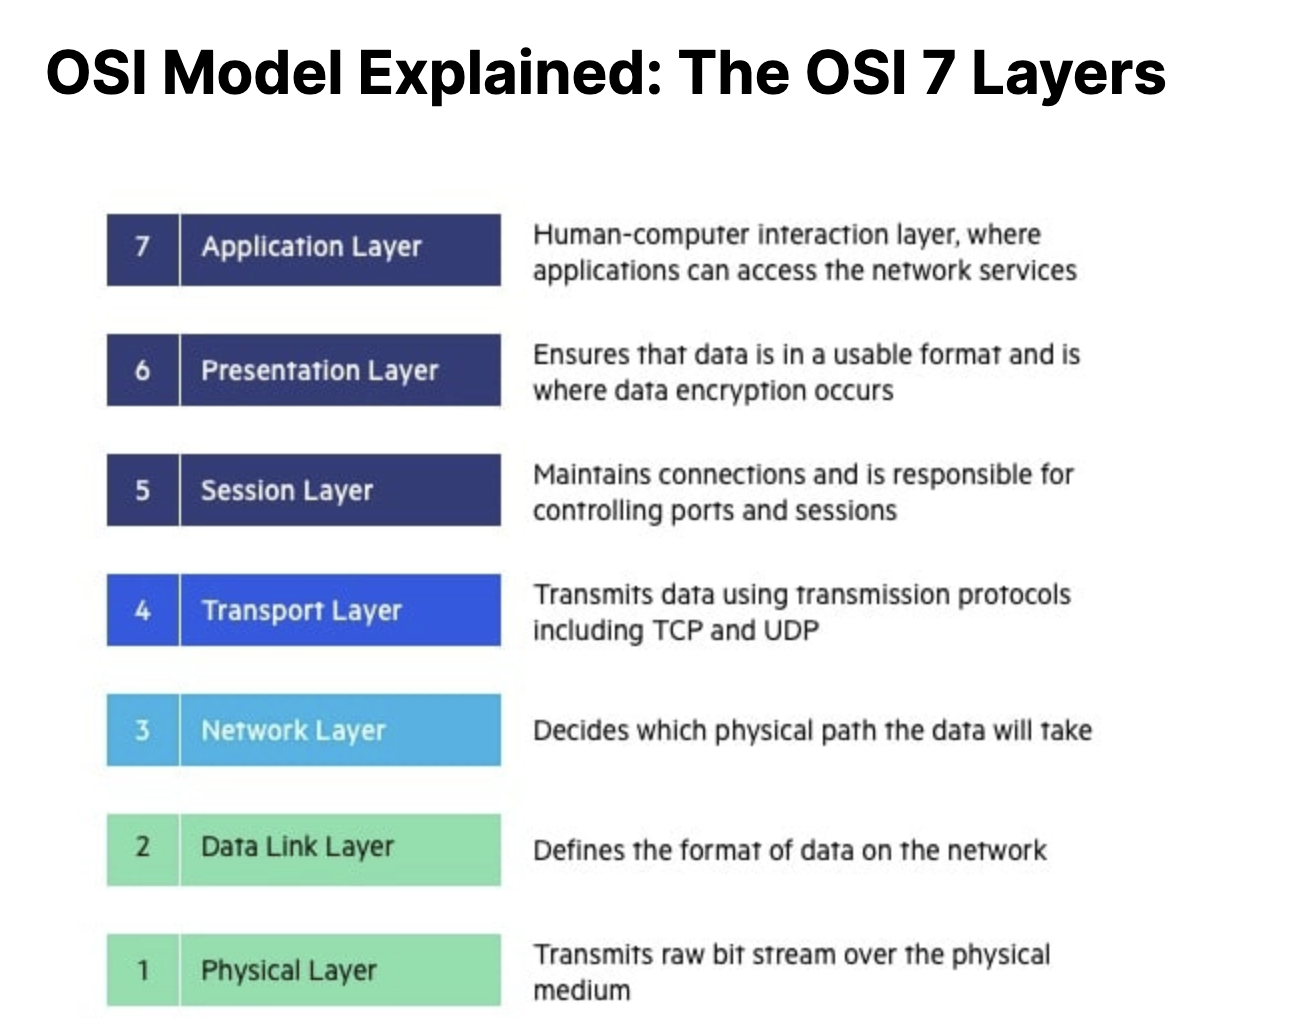 OSI Model Explained: The OSI 7 Layers
7 Application Layer
Human-computer interaction layer, where
applications can access the network services
6 Presentation Layer
Ensures that data is in a usable format and is
where data encryption occurs
5 Session Layer
Maintains connections and is responsible for
controlling ports and sessions
4 Transport Layer
Transmits data using transmission protocols
including TCP and UDP
3 Network Layer
Decides which physical path the data will take
2 Data Link Layer
Defines the format of data on the network
1 Physical Layer
Transmits raw bit stream over the physical
medium